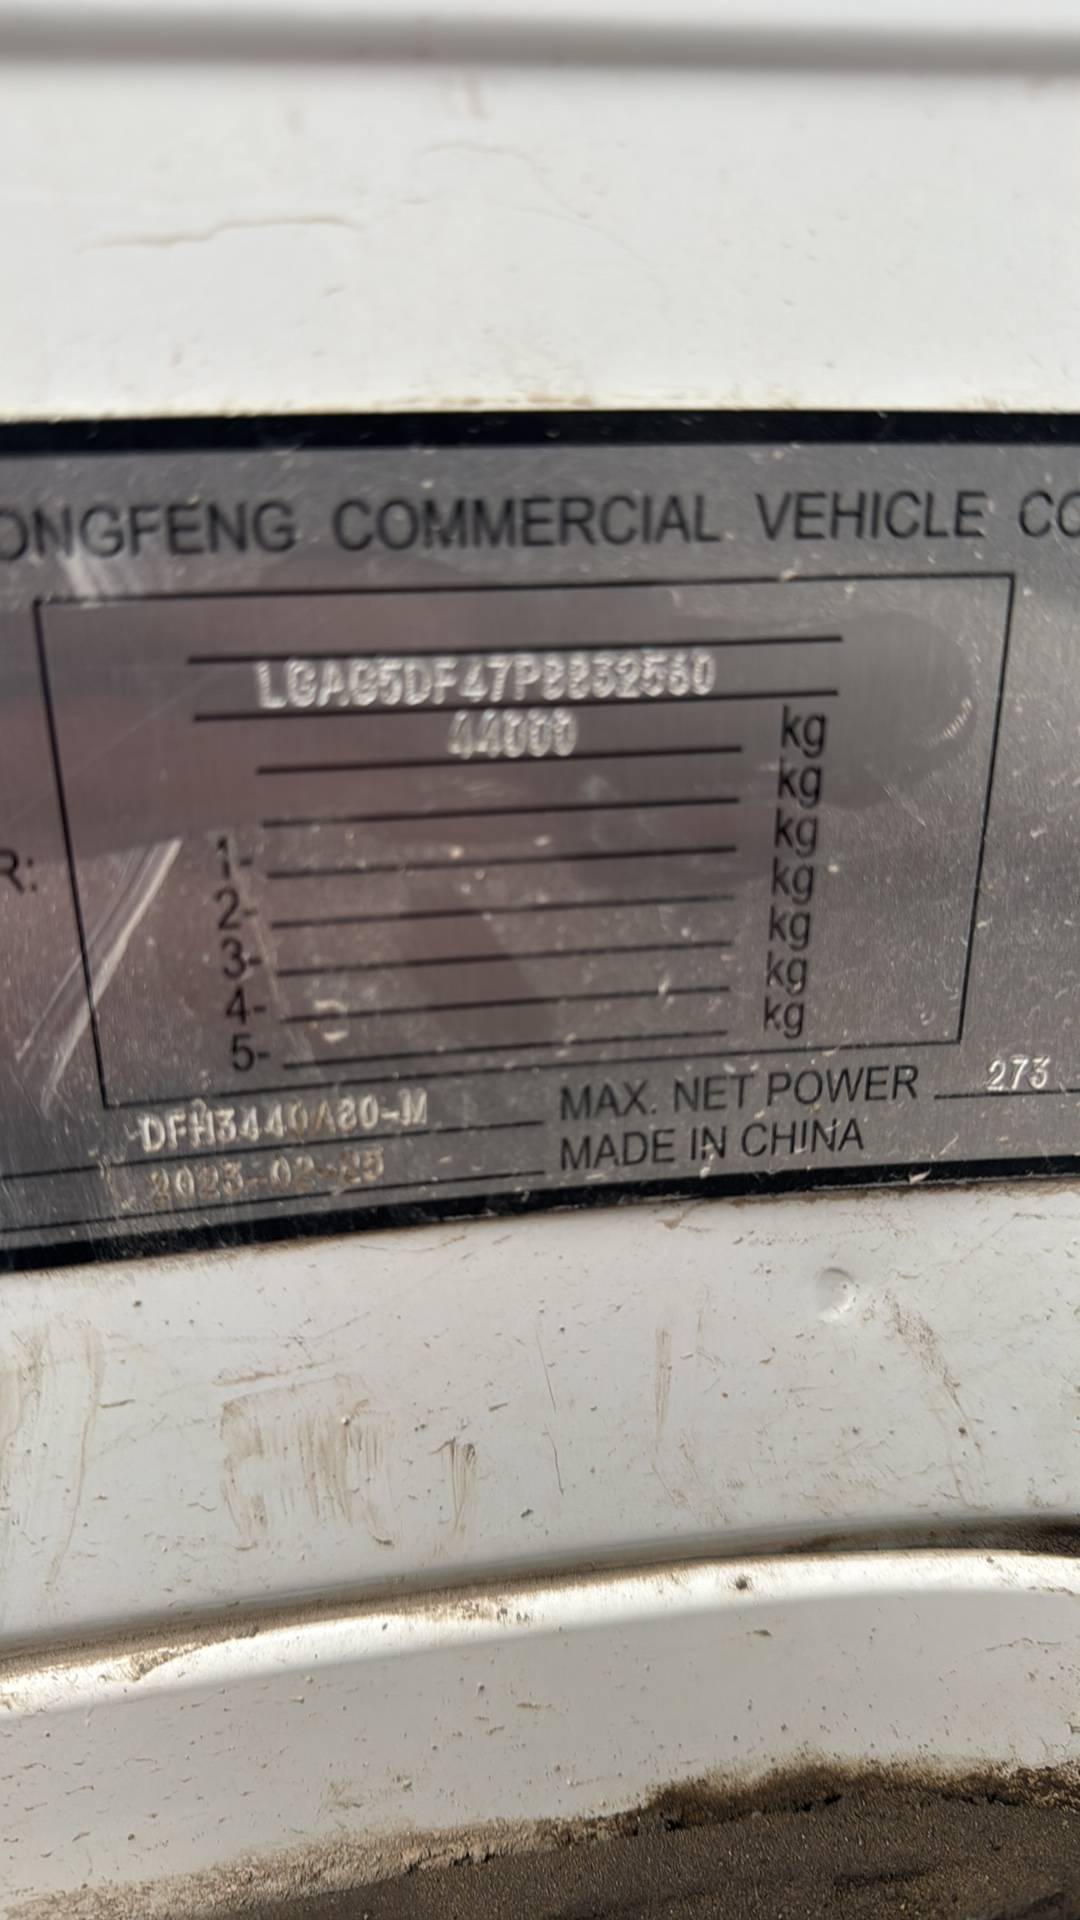 ONGFENG COMMERCIAL VEHICLE CO
LGAG5DF47P8832560
44000 kg
kg
1- kg
R: 2- kg
3- kg
4- kg
5- kg
DFH3440A80-M MAX. NET POWER 273
2023-02-25 MADE IN CHINA